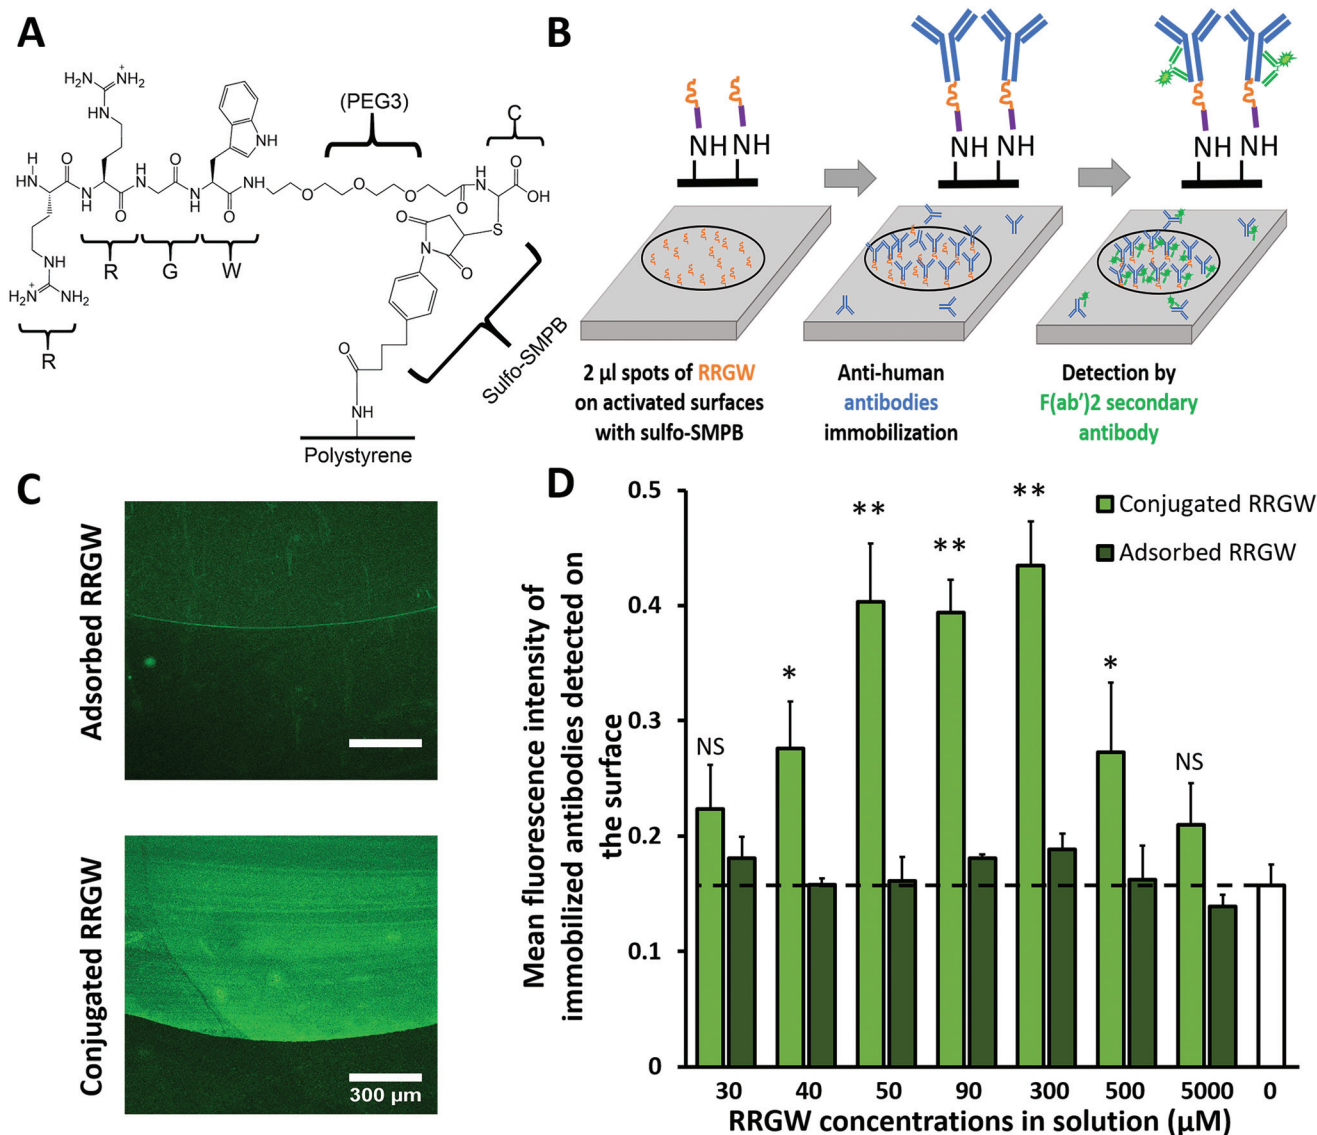 A
H₂N
NH₂
+
HN
NH
H
HN
O
H
N
O
H
N
O
O
HN
O
O
O
O
H
N
O
OH
(PEG3)
C
R
G
W
NH
H₂N
NH₂
+
R
O
N
O
S
Sulfo-SMPB
O
NH
Polystyrene
B
NH NH
NH NH
NH NH
2 µl spots of RRGW
on activated surfaces
with sulfo-SMPB
Anti-human
antibodies
immobilization
Detection by
F(ab’)2 secondary
antibody
C
Adsorbed RRGW
Conjugated RRGW
300 µm
D
Mean fluorescence intensity of
immobilized antibodies detected on
the surface
0.5
0.4
0.3
0.2
0.1
0
NS
*
**
**
**
*
NS
Conjugated RRGW
Adsorbed RRGW
30 40 50 90 300 500 5000 0
RRGW concentrations in solution (µM)